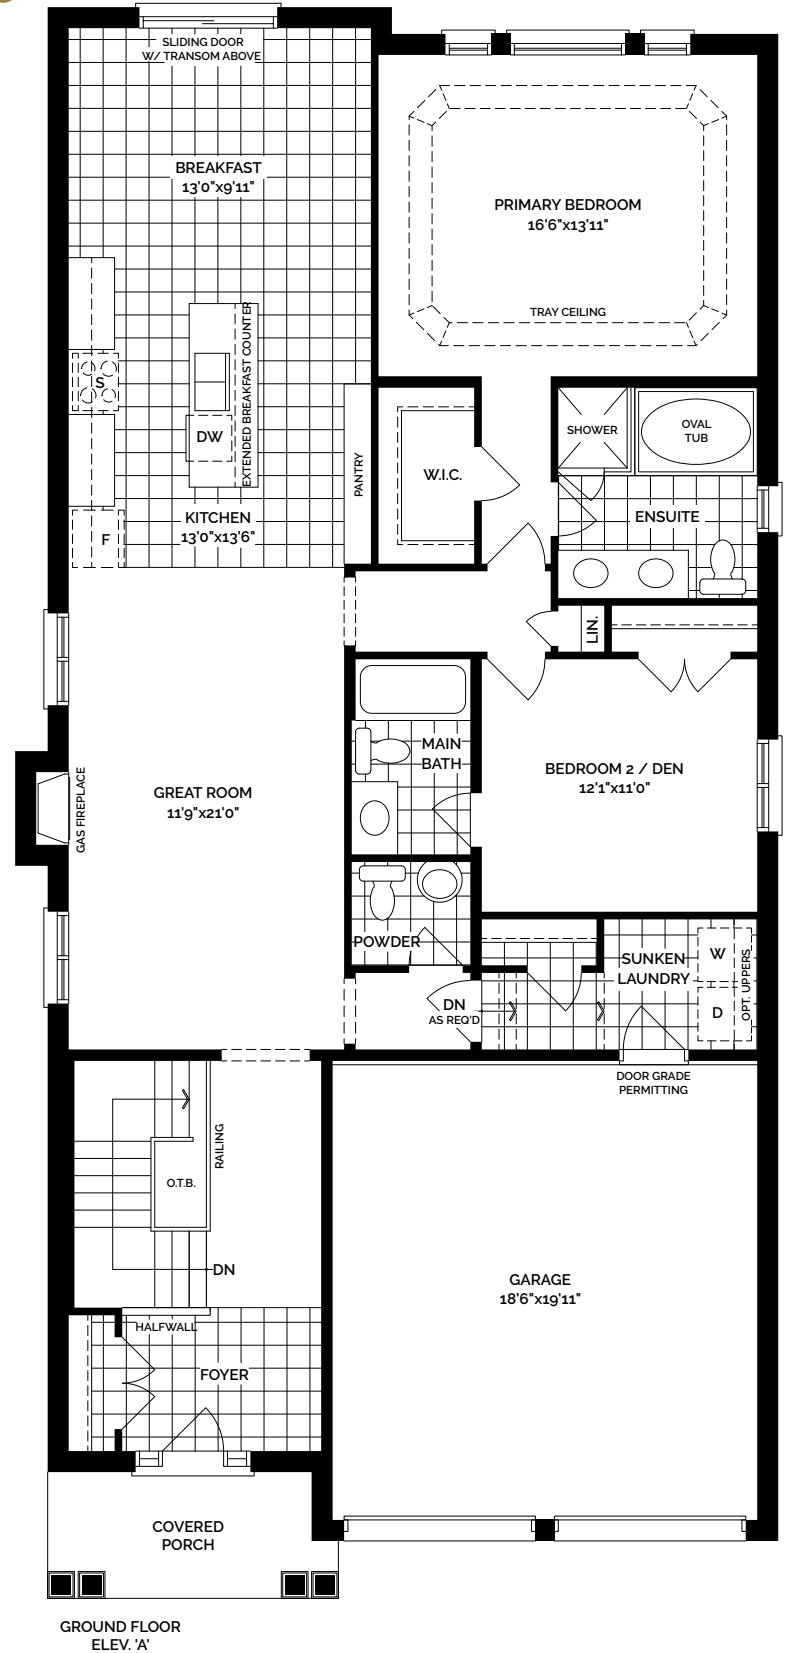 SLIDING DOOR
W/ TRANSOM ABOVE
BREAKFAST
13'0"x9'11"
PRIMARY BEDROOM
16'6"x13'11"
TRAY CEILING
S
DW
EXTENDED BREAKFAST COUNTER
PANTRY
W.I.C.
SHOWER
OVAL
TUB
KITCHEN
13'0"x13'6"
F
ENSUITE
LIN.
GREAT ROOM
11'9"x21'0"
GAS FIREPLACE
MAIN
BATH
BEDROOM 2 / DEN
12'1"x11'0"
POWDER
SUNKEN
LAUNDRY
W
D
OPT. UPPERS
DN
AS REQ'D
DOOR GRADE
PERMITTING
RAILING
O.T.B.
DN
HALFWALL
FOYER
GARAGE
18'6"x19'11"
COVERED
PORCH
GROUND FLOOR
ELEV. 'A'